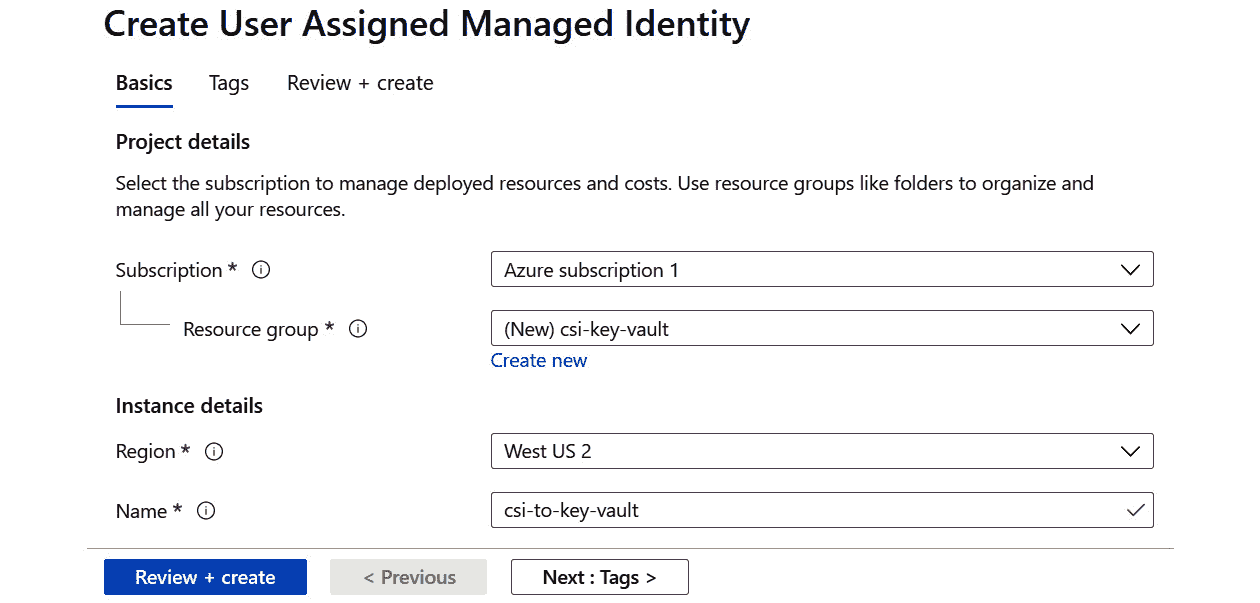 Create User Assigned Managed Identity
Basics Tags Review + create
Project details
Select the subscription to manage deployed resources and costs. Use resource groups like folders to organize and
manage all your resources.
Subscription * Azure subscription 1
Resource group * (New) csi-key-vault
Create new
Instance details
Region * West US 2
Name * csi-to-key-vault
Review + create < Previous Next : Tags >